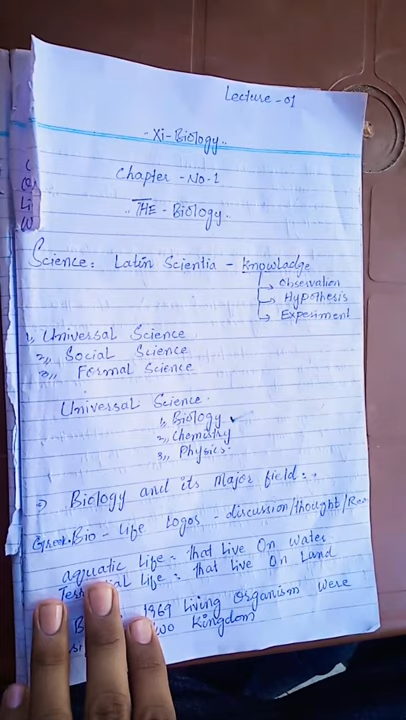 Lecture - 01
- Xi - Biology..
Chapter - No. 1
.. THE - Biology..
Science: Latin Scientia - knowladge
→ Observation
→ Hypothesis
→ Experiment
1,, Universal Science
2,, Social Science
3,, Formal Science
Universal Science.
1,, Biology ✓
2,, Chemistry
3,, Physics.
Biology and its Major field:..
Greek. Bio - Life Logos - discussion/thought/
aquatic Life = that Live On water
Life = that Live On Land
1969 Living Organism were
Kingdom